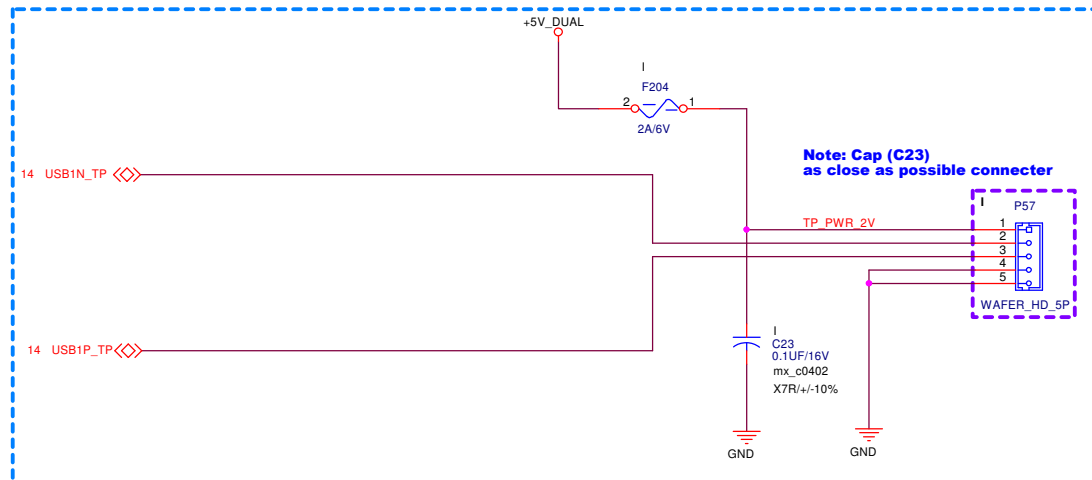 +5V_DUAL
I
F204
2
1
2A/6V
Note: Cap (C23)
as close as possible connecter
14 USB1N_TP
I
P57
TP_PWR_2V
1
2
3
4
5
WAFER_HD_5P
14 USB1P_TP
I
C23
0.1UF/16V
mx_c0402
X7R/+/-10%
GND
GND